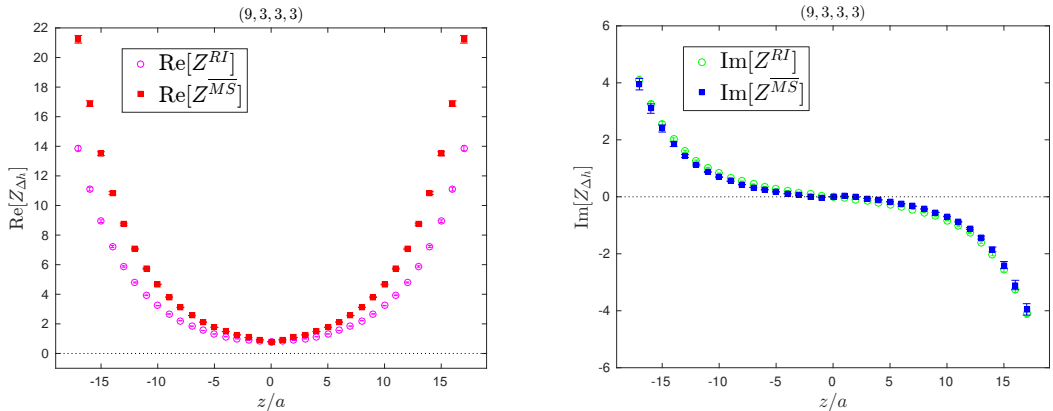 (9, 3, 3, 3)
Re[Z_{Δh}]
22
20
18
16
14
12
10
8
6
4
2
0
Re[Z^{RI}]
Re[Z^{\overline{MS}}]
-15 -10 -5 0 5 10 15
z/a
(9, 3, 3, 3)
Im[Z_{Δh}]
6
4
2
0
-2
-4
-6
Im[Z^{RI}]
Im[Z^{\overline{MS}}]
-15 -10 -5 0 5 10 15
z/a